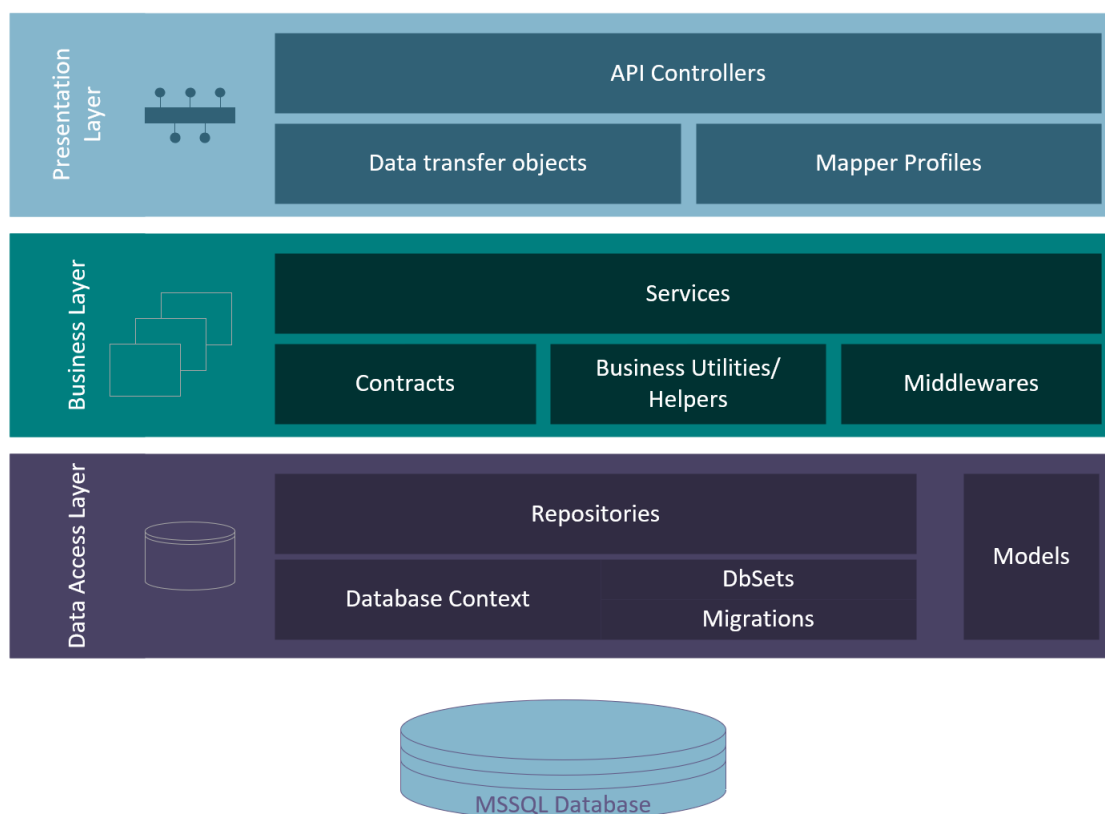 Presentation
Layer
API Controllers
Data transfer objects
Mapper Profiles
Business Layer
Services
Contracts
Business Utilities/
Helpers
Middlewares
Data Access Layer
Repositories
Database Context
DbSets
Migrations
Models
MSSQL Database